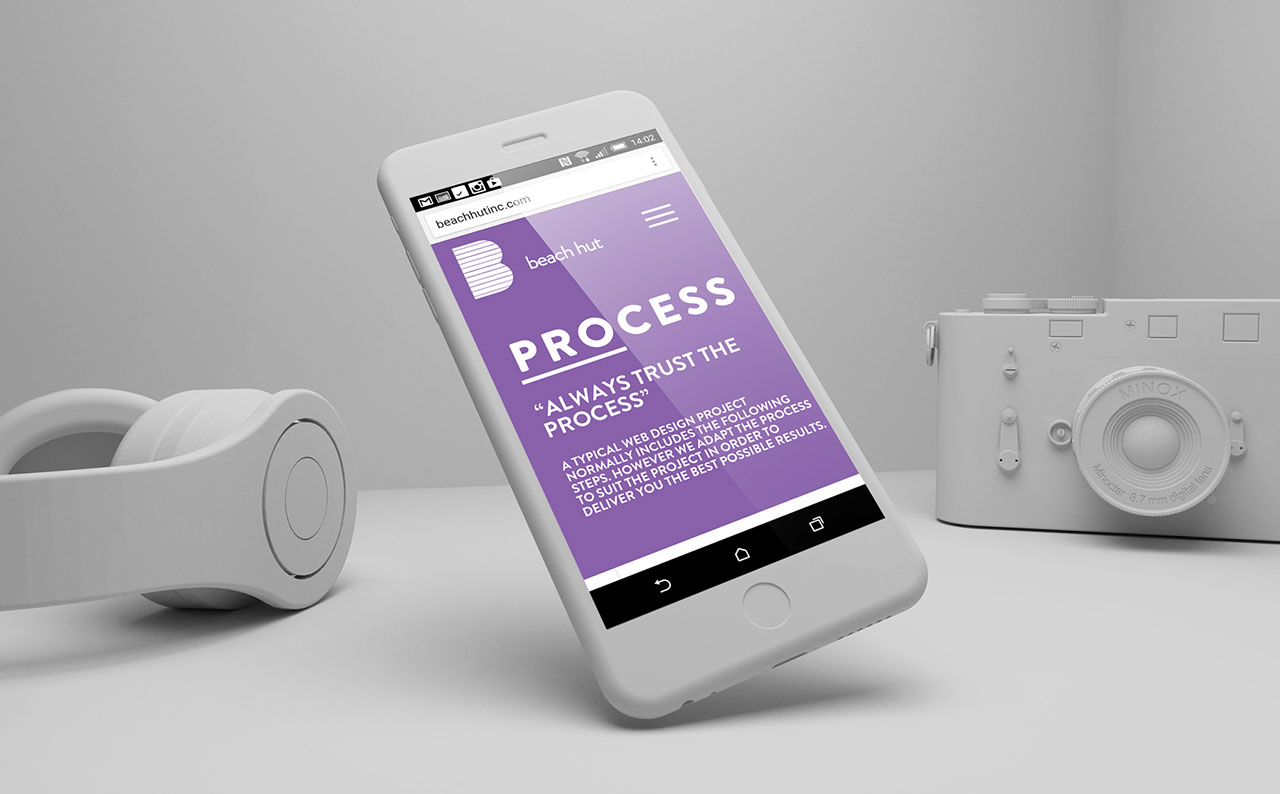 14:02
beachhutinc.com
B beach hut
PROCESS
“ALWAYS TRUST THE
PROCESS”
A TYPICAL WEB DESIGN PROJECT
NORMALLY INCLUDES THE FOLLOWING
STEPS. HOWEVER WE ADAPT THE PROCESS
TO SUIT THE PROJECT IN ORDER TO
DELIVER YOU THE BEST POSSIBLE RESULTS.
MINOX
Minoctar 8,7 mm digital lens